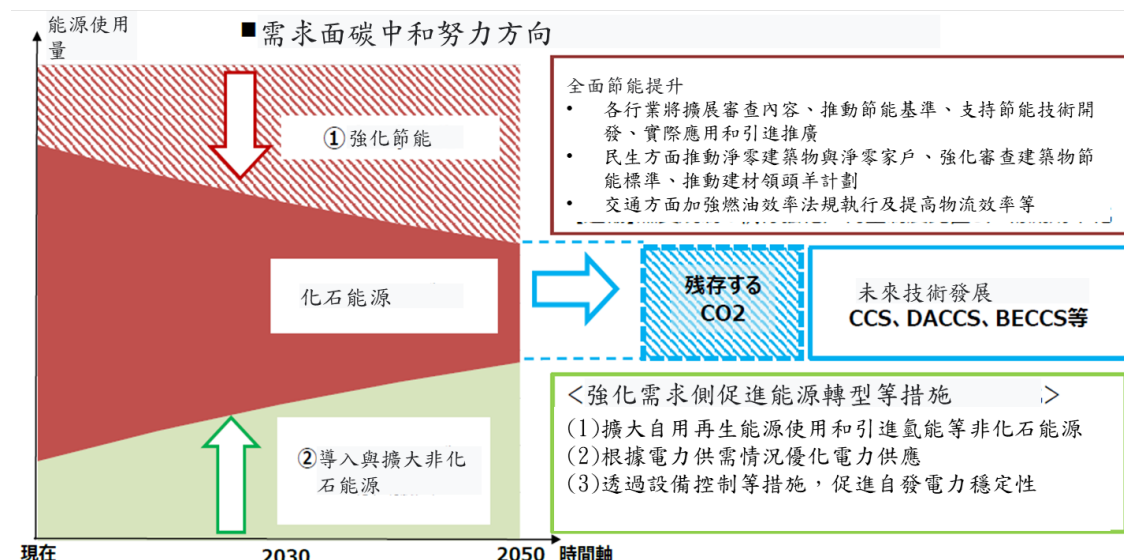 能源使用
量
■需求面碳中和努力方向
全面節能提升
• 各行業將擴展審查內容、推動節能基準、支持節能技術開
發、實際應用和引進推廣
• 民生方面推動淨零建築物與淨零家戶、強化審查建築物節
能標準、推動建材領頭羊計劃
• 交通方面加強燃油效率法規執行及提高物流效率等
①強化節能
化石能源
残存する
CO2
未來技術發展
CCS、DACCS、BECCS等
<強化需求側促進能源轉型等措施>
(1)擴大自用再生能源使用和引進氫能等非化石能源
(2)根據電力供需情況優化電力供應
(3)透過設備控制等措施,促進自發電力穩定性
②導入與擴大非化
石能源
現在
2030
2050
時間軸